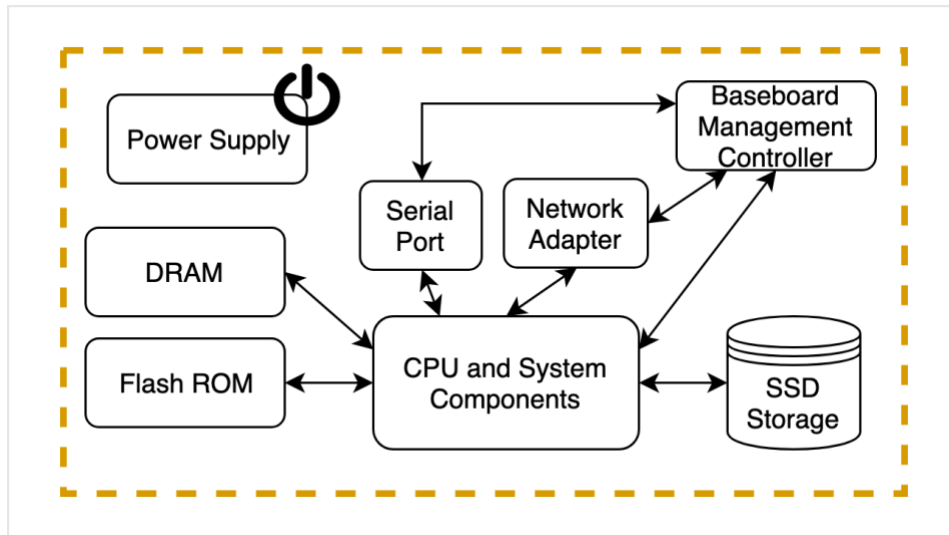 Power Supply
Baseboard
Management
Controller
Serial
Port
Network
Adapter
DRAM
Flash ROM
CPU and System
Components
SSD
Storage